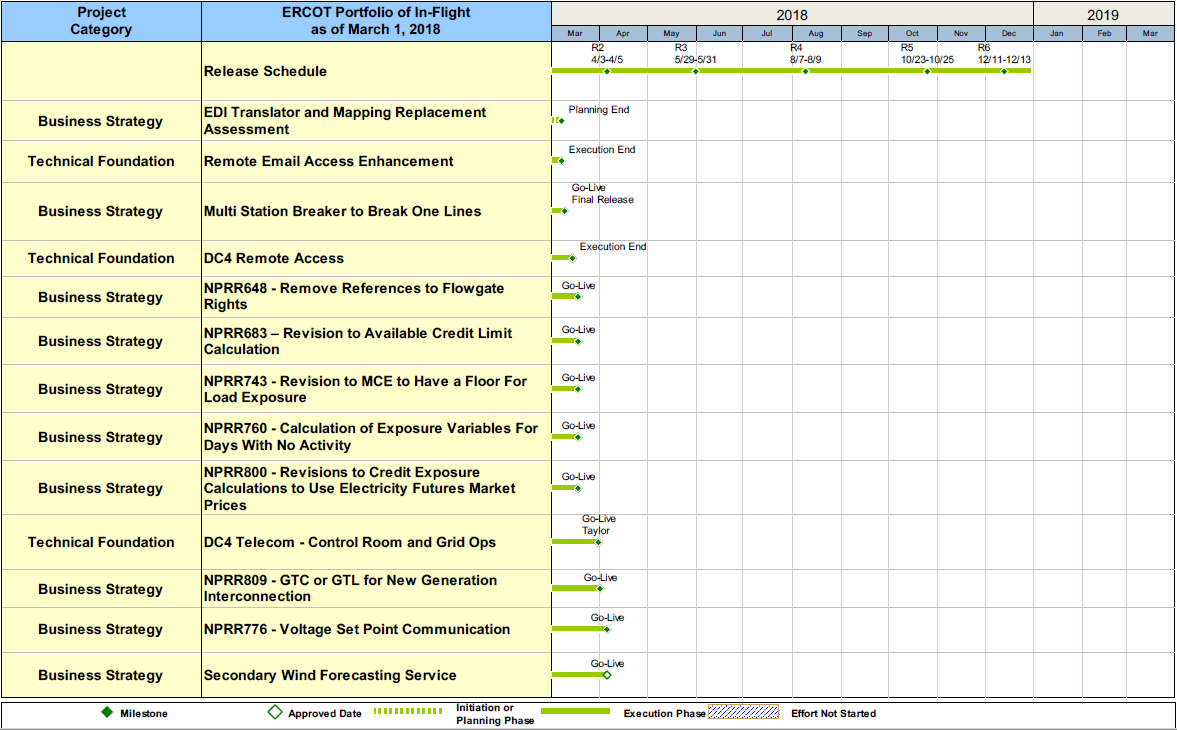 Project
Category
ERCOT Portfolio of In-Flight
as of March 1, 2018
2018
2019
Mar
Apr
May
Jun
Jul
Aug
Sep
Oct
Nov
Dec
Jan
Feb
Mar
Release Schedule
R2
4/3-4/5
R3
5/29-5/31
R4
8/7-8/9
R5
10/23-10/25
R6
12/11-12/13
Business Strategy
EDI Translator and Mapping Replacement
Assessment
Planning End
Technical Foundation
Remote Email Access Enhancement
Execution End
Business Strategy
Multi Station Breaker to Break One Lines
Go-Live
Final Release
Technical Foundation
DC4 Remote Access
Execution End
Business Strategy
NPRR648 - Remove References to Flowgate
Rights
Go-Live
Business Strategy
NPRR683 – Revision to Available Credit Limit
Calculation
Go-Live
Business Strategy
NPRR743 - Revision to MCE to Have a Floor For
Load Exposure
Go-Live
Business Strategy
NPRR760 - Calculation of Exposure Variables For
Days With No Activity
Go-Live
Business Strategy
NPRR800 - Revisions to Credit Exposure
Calculations to Use Electricity Futures Market
Prices
Go-Live
Technical Foundation
DC4 Telecom - Control Room and Grid Ops
Go-Live
Taylor
Business Strategy
NPRR809 - GTC or GTL for New Generation
Interconnection
Go-Live
Business Strategy
NPRR776 - Voltage Set Point Communication
Go-Live
Business Strategy
Secondary Wind Forecasting Service
Go-Live
Milestone
Approved Date
Initiation or
Planning Phase
Execution Phase
Effort Not Started